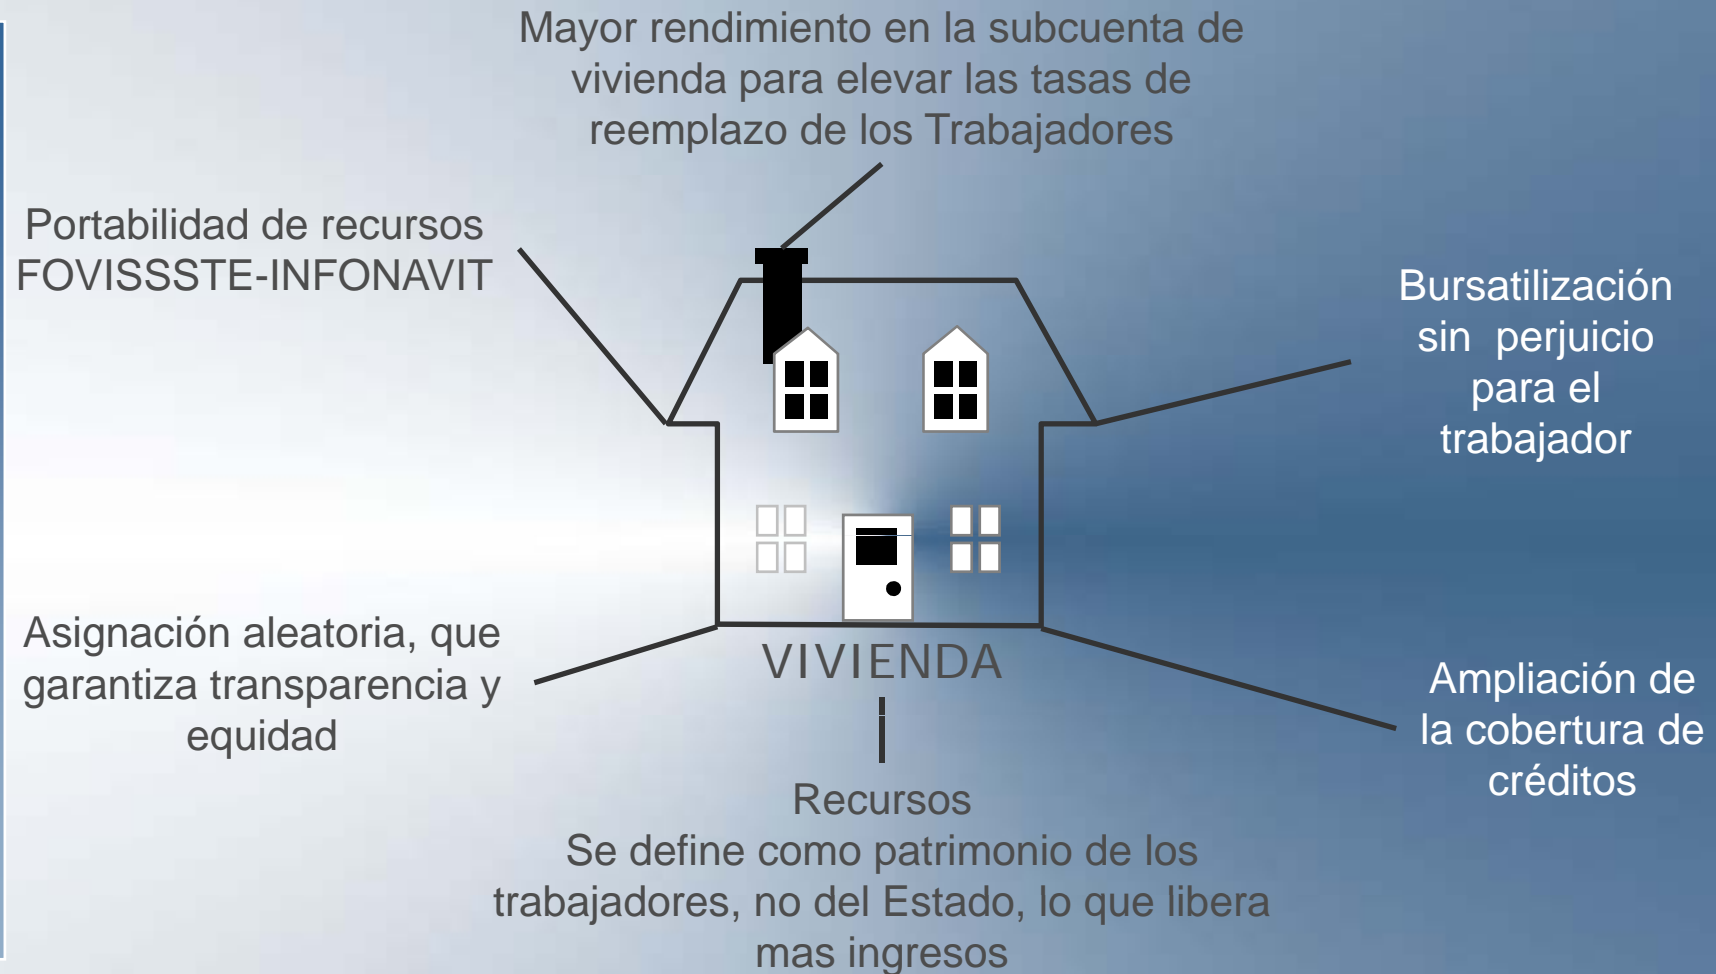 Mayor rendimiento en la subcuenta de
vivienda para elevar las tasas de
reemplazo de los Trabajadores
Portabilidad de recursos
FOVISSSTE-INFONAVIT
Bursatilización
sin perjuicio
para el
trabajador
Asignación aleatoria, que
garantiza transparencia y
equidad
VIVIENDA
Ampliación de
la cobertura de
créditos
Recursos
Se define como patrimonio de los
trabajadores, no del Estado, lo que libera
mas ingresos